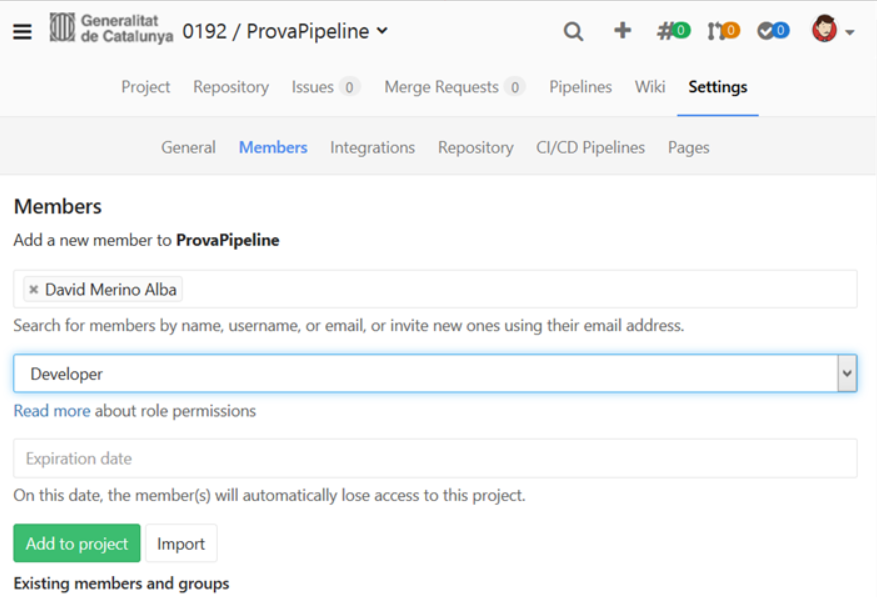 Generalitat
de Catalunya
0192 / ProvaPipeline
0 0 0
Project Repository Issues 0 Merge Requests 0 Pipelines Wiki Settings
General Members Integrations Repository CI/CD Pipelines Pages
Members
Add a new member to ProvaPipeline
× David Merino Alba
Search for members by name, username, or email, or invite new ones using their email address.
Developer
Read more about role permissions
Expiration date
On this date, the member(s) will automatically lose access to this project.
Add to project Import
Existing members and groups